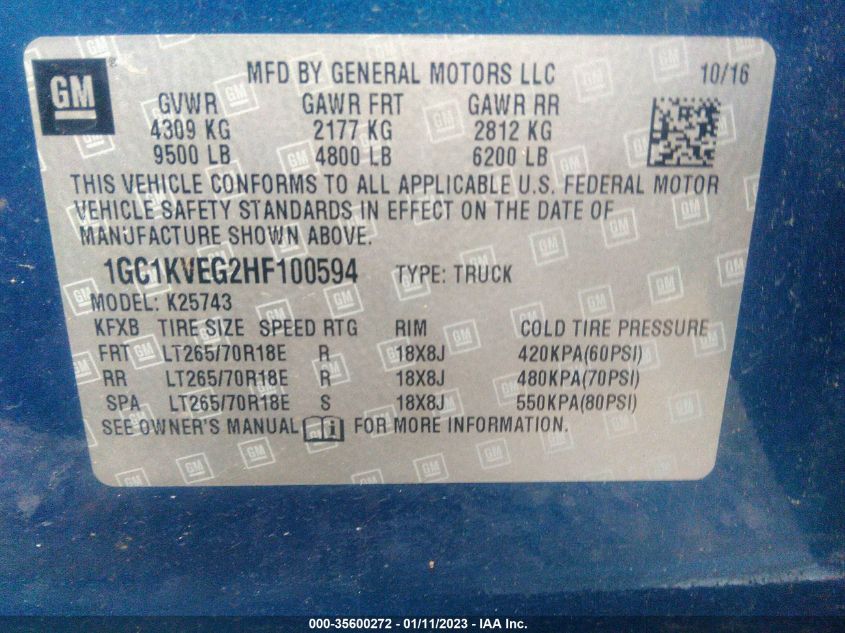 GM MFD BY GENERAL MOTORS LLC 10/16
GVWR GAWR FRT GAWR RR
4309 KG 2177 KG 2812 KG
9500 LB 4800 LB 6200 LB
THIS VEHICLE CONFORMS TO ALL APPLICABLE U.S. FEDERAL MOTOR
VEHICLE SAFETY STANDARDS IN EFFECT ON THE DATE OF
MANUFACTURE SHOWN ABOVE.
1GC1KVEG2HF100594 TYPE: TRUCK
MODEL: K25743
KFXB TIRE SIZE SPEED RTG RIM COLD TIRE PRESSURE
FRT LT265/70R18E R 18X8J 420KPA(60PSI)
RR LT265/70R18E R 18X8J 480KPA(70PSI)
SPA LT265/70R18E S 18X8J 550KPA(80PSI)
SEE OWNER'S MANUAL i FOR MORE INFORMATION.
000-35600272 - 01/11/2023 - IAA Inc.